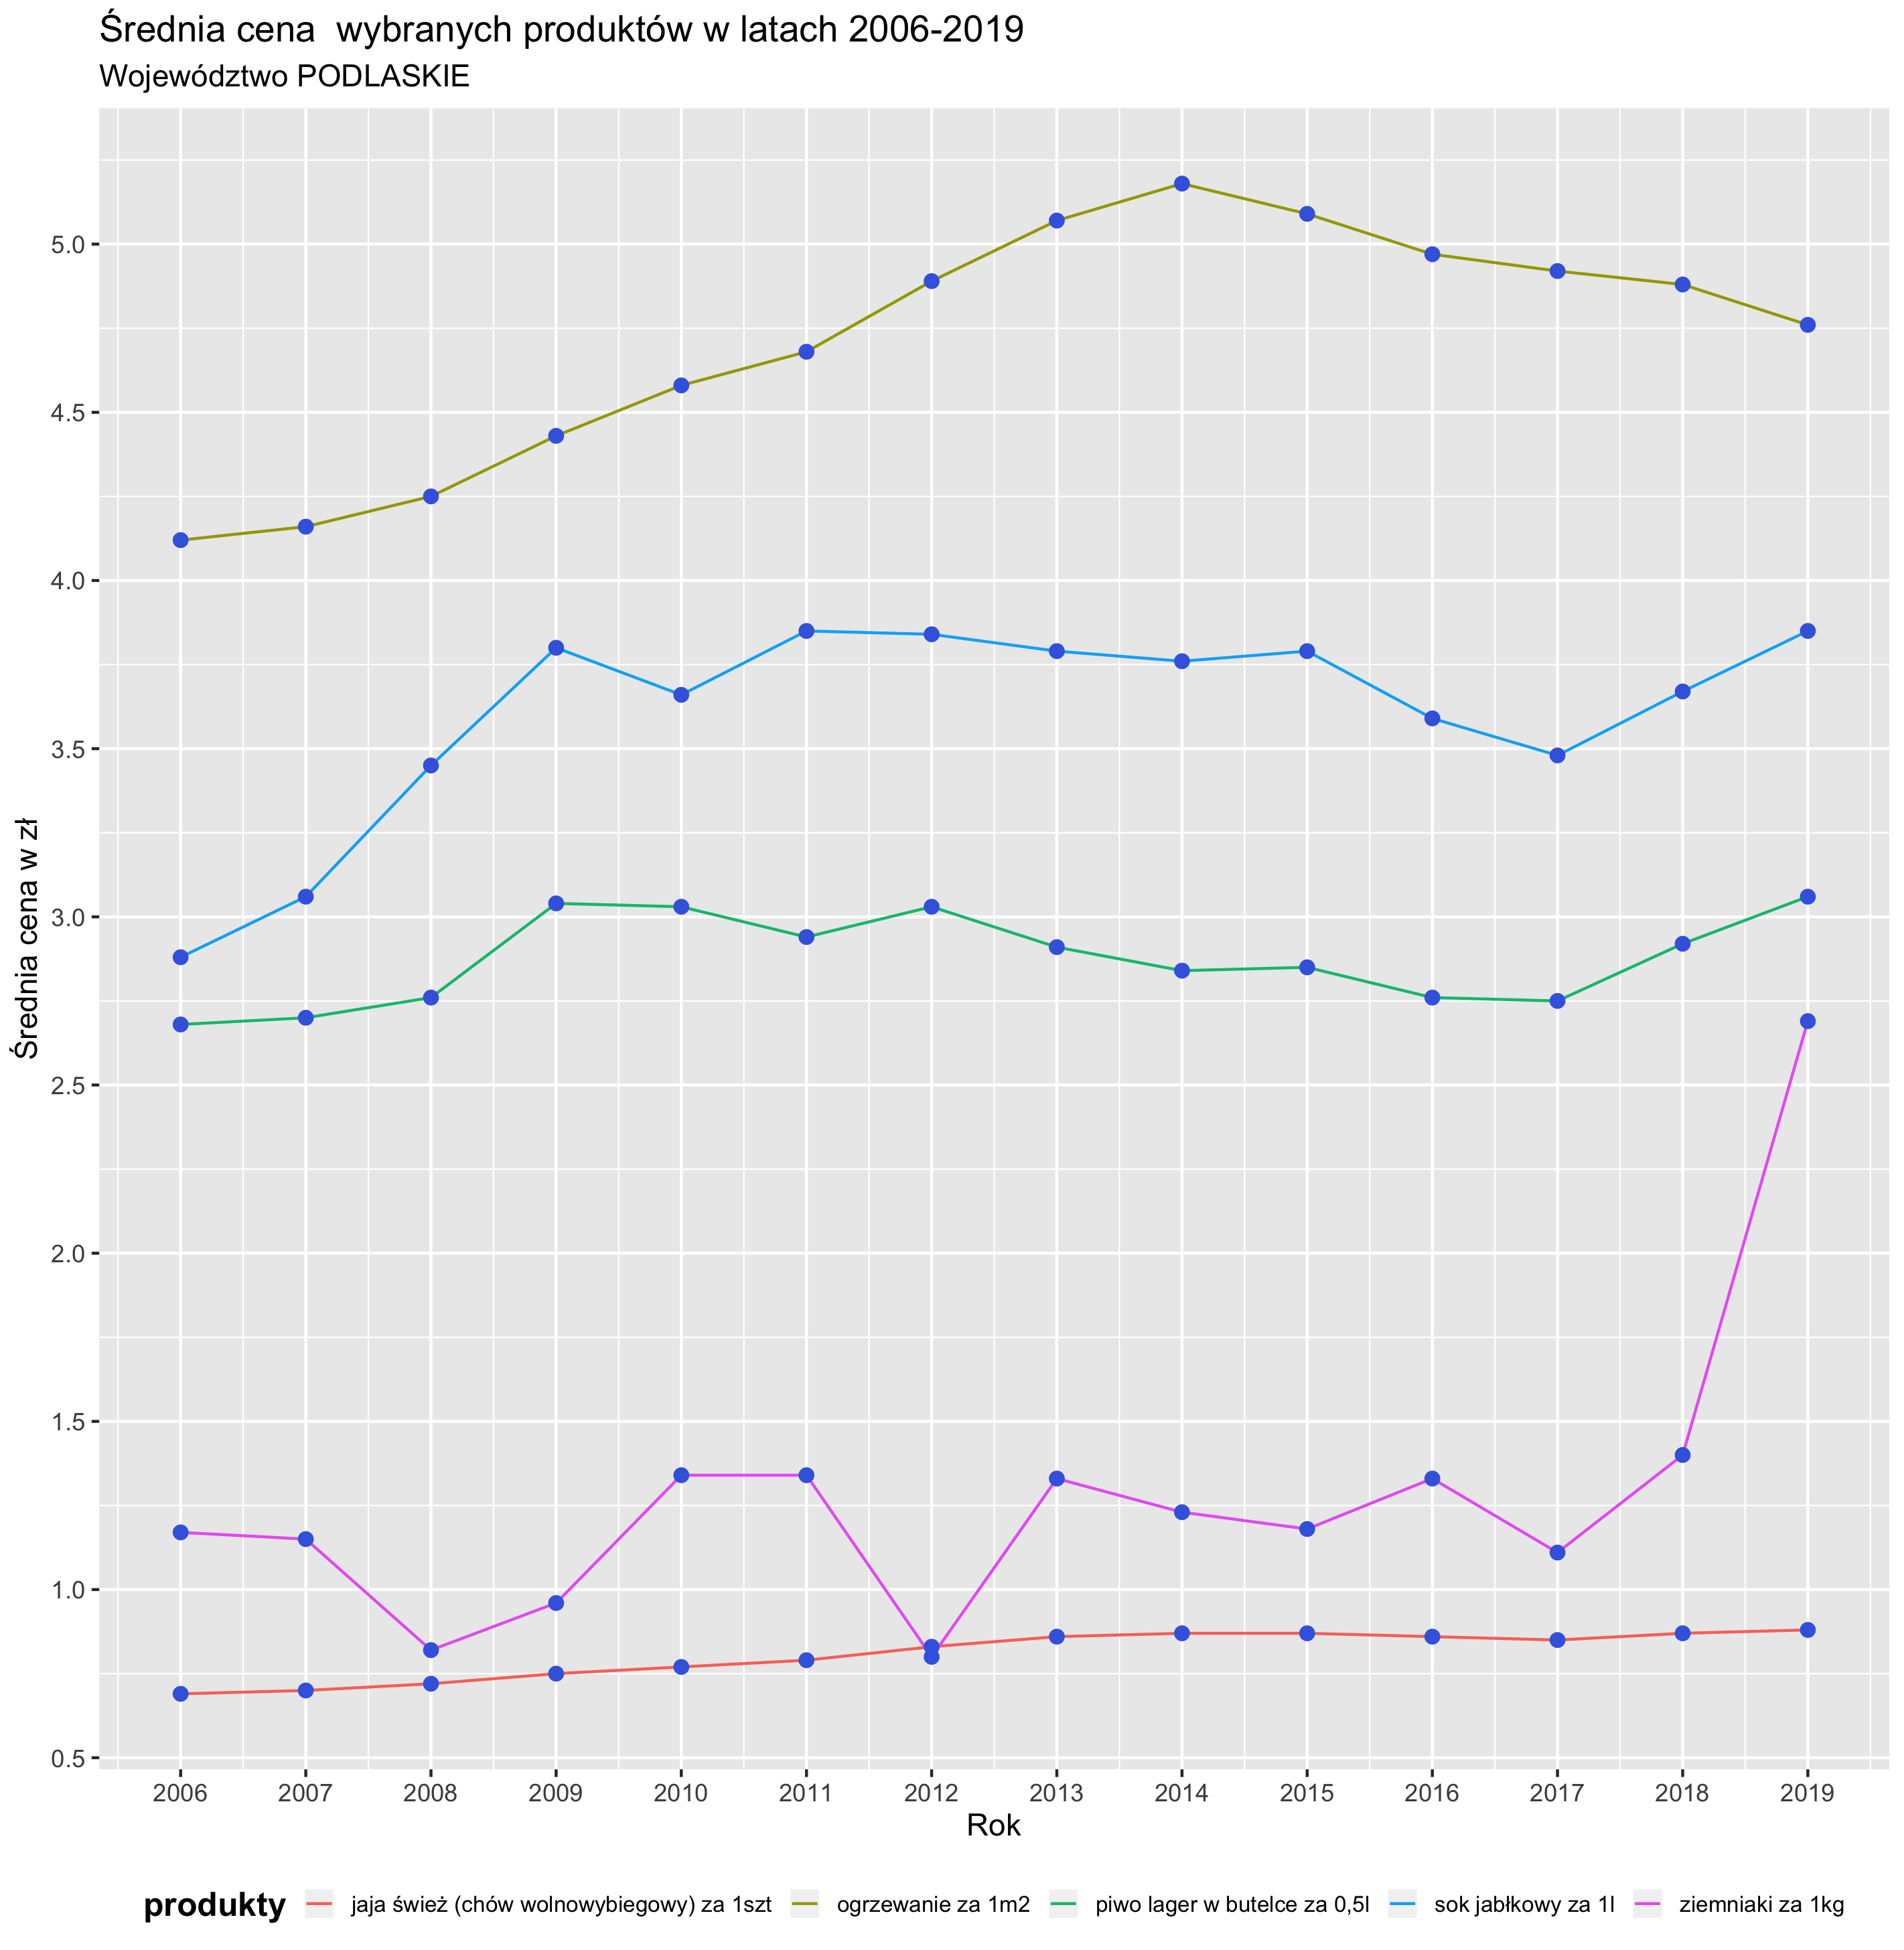 Średnia cena  wybranych produktów w latach 2006-2019
Województwo PODLASKIE
Średnia cena w zł
5.0
4.5
4.0
3.5
3.0
2.5
2.0
1.5
1.0
0.5
2006 2007 2008 2009 2010 2011 2012 2013 2014 2015 2016 2017 2018 2019
Rok
produkty jaja śwież (chów wolnowybiegowy) za 1szt ogrzewanie za 1m2 piwo lager w butelce za 0,5l sok jabłkowy za 1l ziemniaki za 1kg